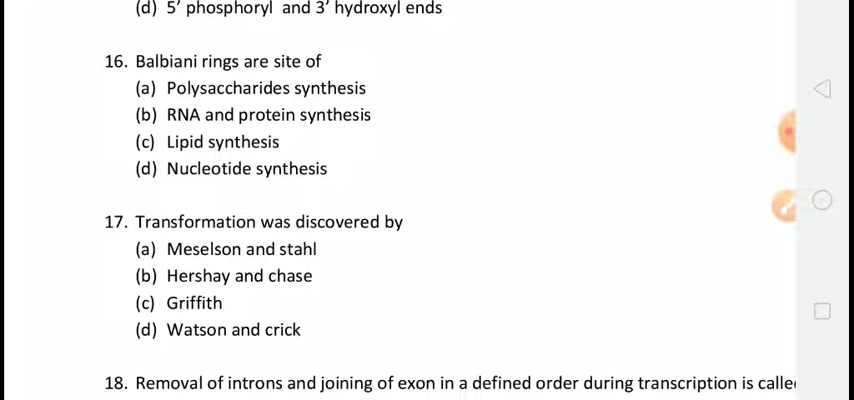 (d) 5’ phosphoryl and 3’ hydroxyl ends
16. Balbiani rings are site of
(a) Polysaccharides synthesis
(b) RNA and protein synthesis
(c) Lipid synthesis
(d) Nucleotide synthesis
17. Transformation was discovered by
(a) Meselson and stahl
(b) Hershay and chase
(c) Griffith
(d) Watson and crick
18. Removal of introns and joining of exon in a defined order during transcription is